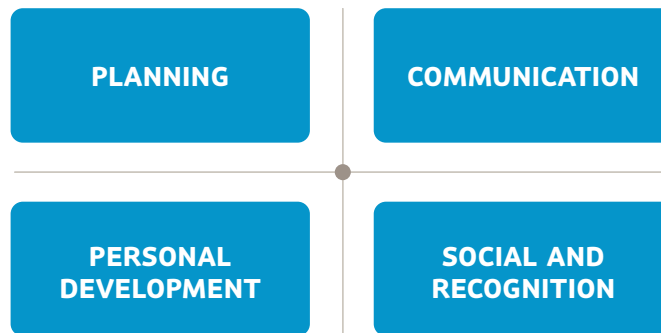 PLANNING
COMMUNICATION
PERSONAL
DEVELOPMENT
SOCIAL AND
RECOGNITION